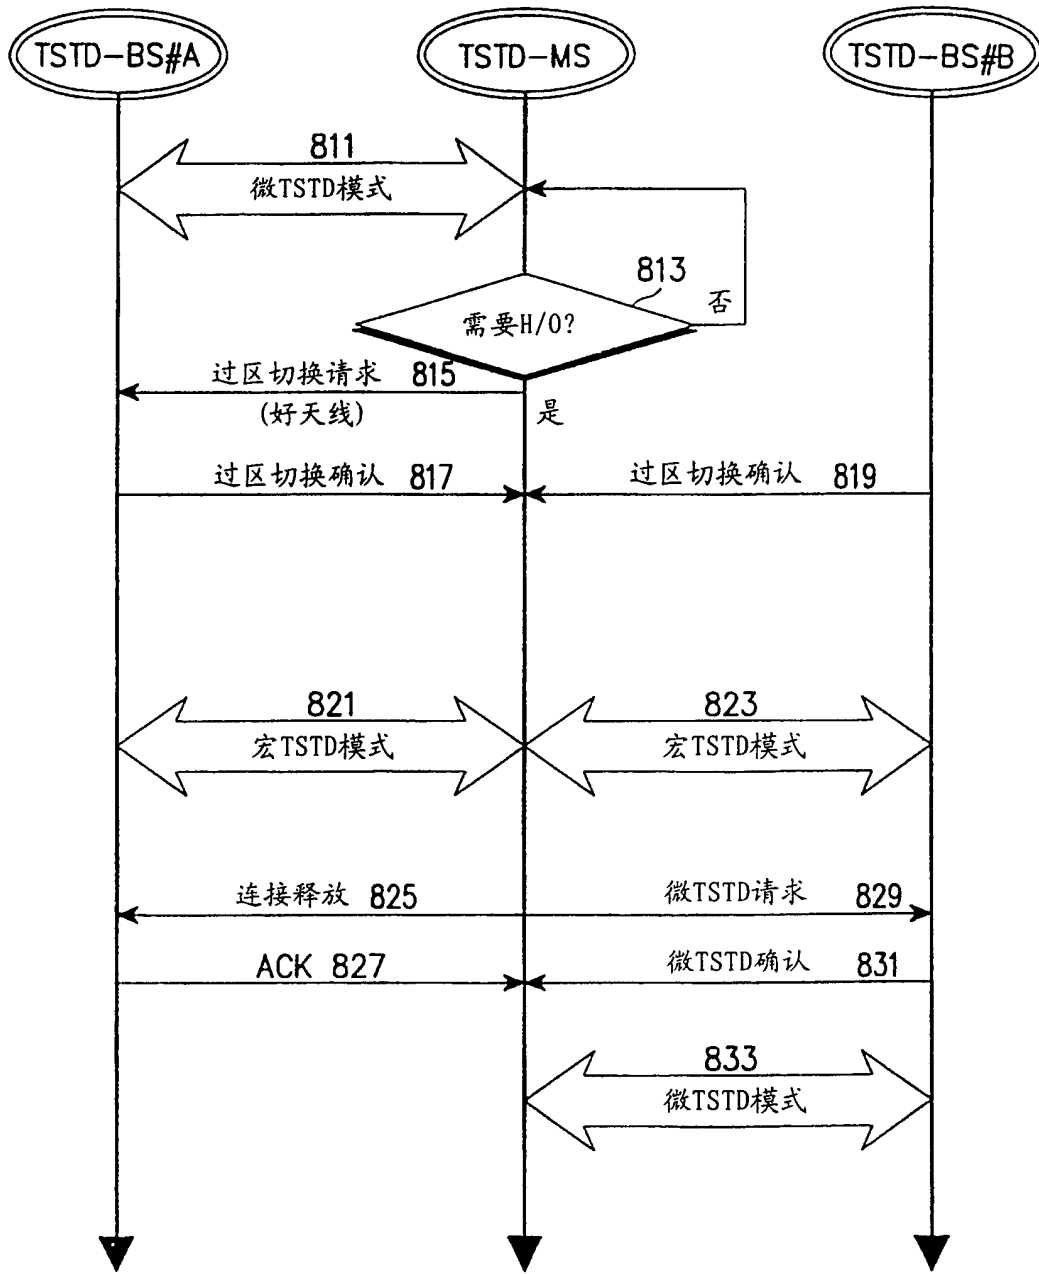 TSTD-BS#A
TSTD-MS
TSTD-BS#B
811
微TSTD模式
813
需要H/O?
否
过区切换请求 815
(好天线)
是
过区切换确认 817
过区切换确认 819
821
宏TSTD模式
823
宏TSTD模式
连接释放 825
微TSTD请求 829
ACK 827
微TSTD确认 831
833
微TSTD模式